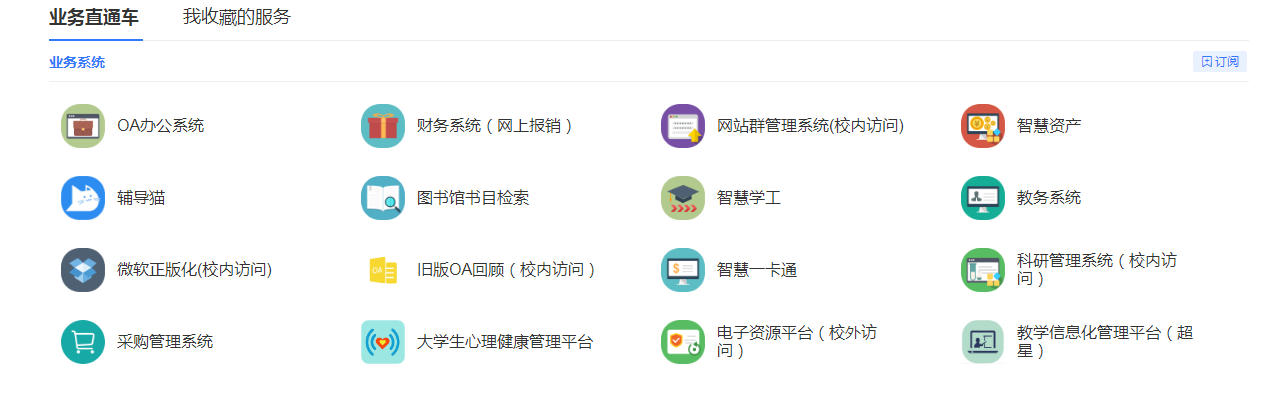 业务直通车 我收藏的服务
业务系统 订阅
OA办公系统 财务系统（网上报销） 网站群管理系统(校内访问) 智慧资产
辅导猫 图书馆书目检索 智慧学工 教务系统
微软正版化(校内访问) OA 旧版OA回顾（校内访问） 智慧一卡通 科研管理系统（校内访
问）
采购管理系统 大学生心理健康管理平台 电子资源平台（校外访
问） 教学信息化管理平台（超
星）